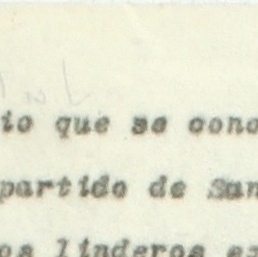 io que se cono
partido de San
os linderos es